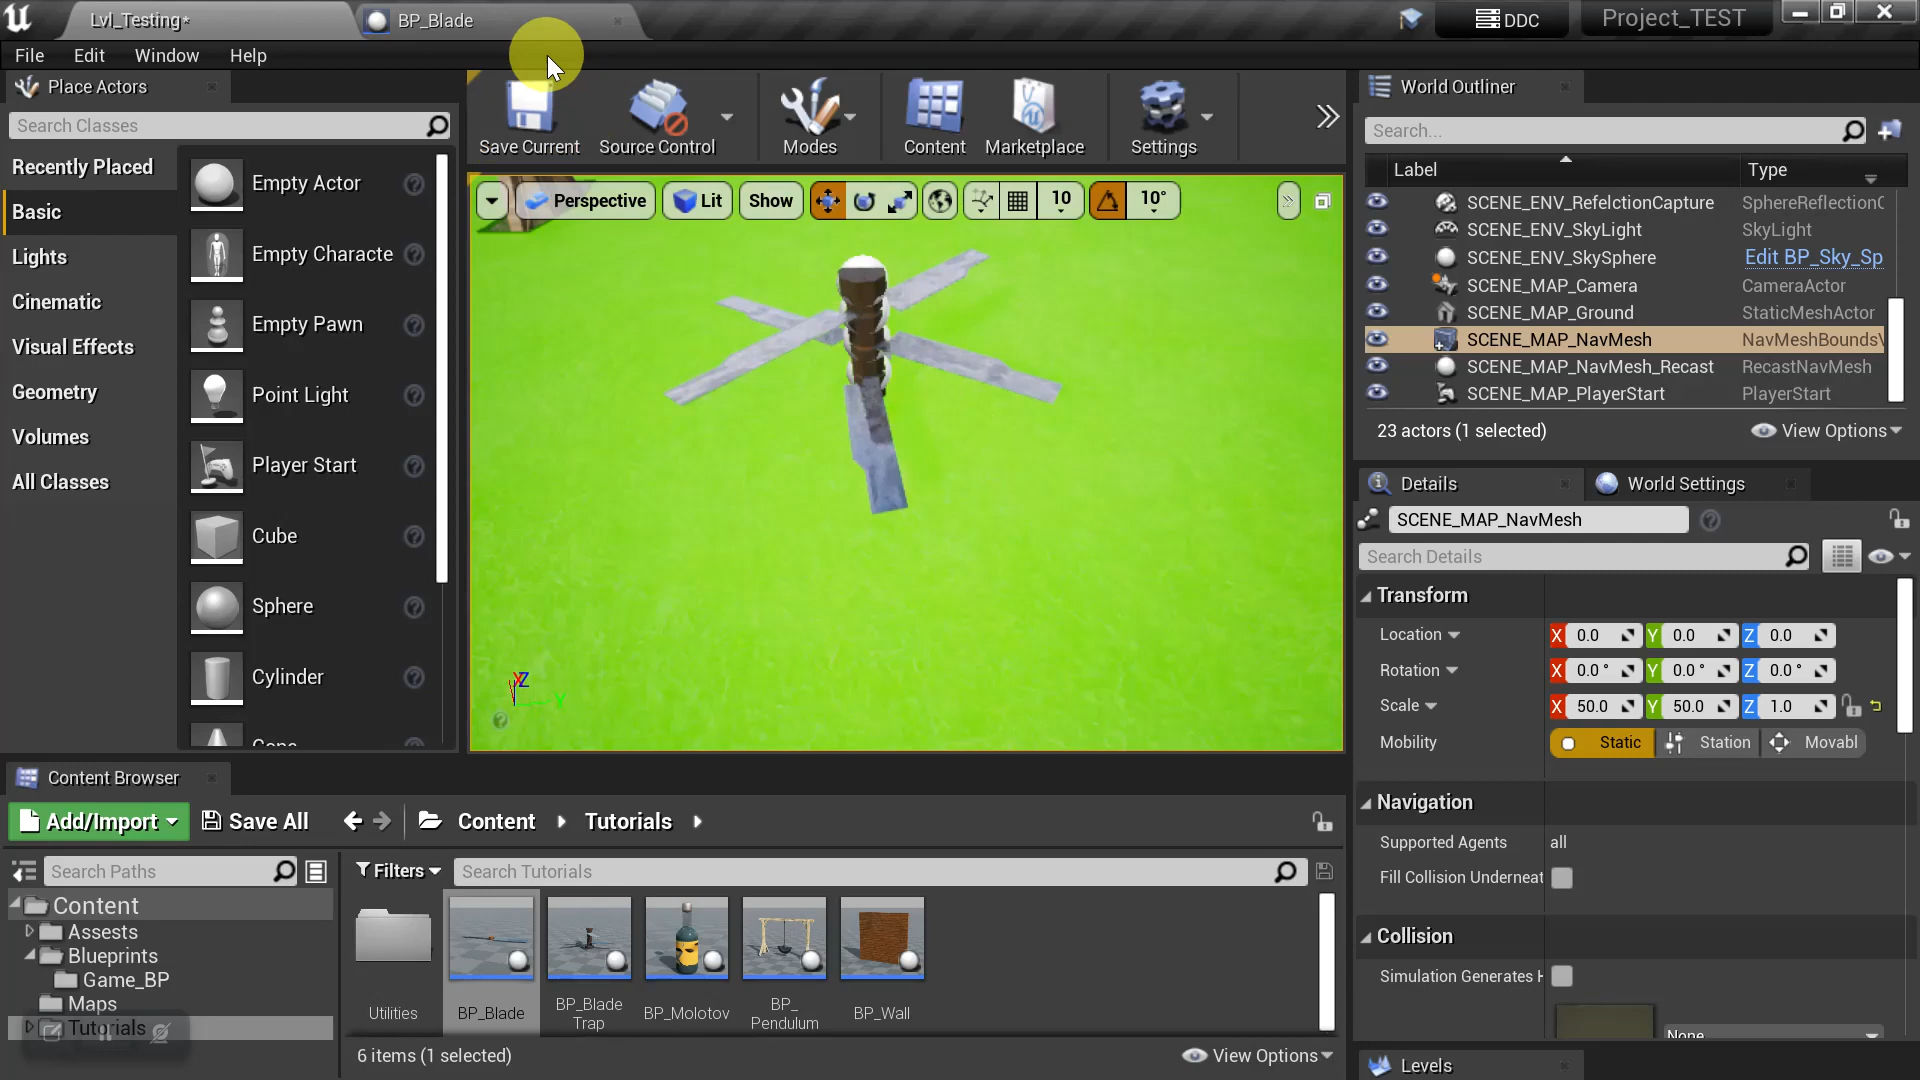 Lvl_Testing*
BP_Blade
DDC
Project_TEST
File Edit Window Help
Place Actors
Search Classes
Recently Placed
Basic
Lights
Cinematic
Visual Effects
Geometry
Volumes
All Classes
Empty Actor
Empty Characte
Empty Pawn
Point Light
Player Start
Cube
Sphere
Cylinder
Cone
Save Current
Source Control
Modes
Content
Marketplace
Settings
Perspective
Lit
Show
10
10°
X Z
Y
World Outliner
Search...
Label Type
SCENE_ENV_RefelctionCapture SphereReflectionC
SCENE_ENV_SkyLight SkyLight
SCENE_ENV_SkySphere Edit BP_Sky_Sp
SCENE_MAP_Camera CameraActor
SCENE_MAP_Ground StaticMeshActor
SCENE_MAP_NavMesh NavMeshBoundsV
SCENE_MAP_NavMesh_Recast RecastNavMesh
SCENE_MAP_PlayerStart PlayerStart
23 actors (1 selected)
View Options
Details
World Settings
SCENE_MAP_NavMesh
Search Details
Transform
Location X 0.0 Y 0.0 Z 0.0
Rotation X 0.0° Y 0.0° Z 0.0°
Scale X 50.0 Y 50.0 Z 1.0
Mobility Static Station Movabl
Navigation
Supported Agents all
Fill Collision Underneat
Collision
Simulation Generates H
None
Levels
Content Browser
Add/Import
Save All
Content
Tutorials
Search Paths
Filters
Search Tutorials
Content
Assests
Blueprints
Game_BP
Maps
Tutorials
Utilities
BP_Blade
BP_Blade
Trap
BP_Molotov
BP_
Pendulum
BP_Wall
6 items (1 selected)
View Options